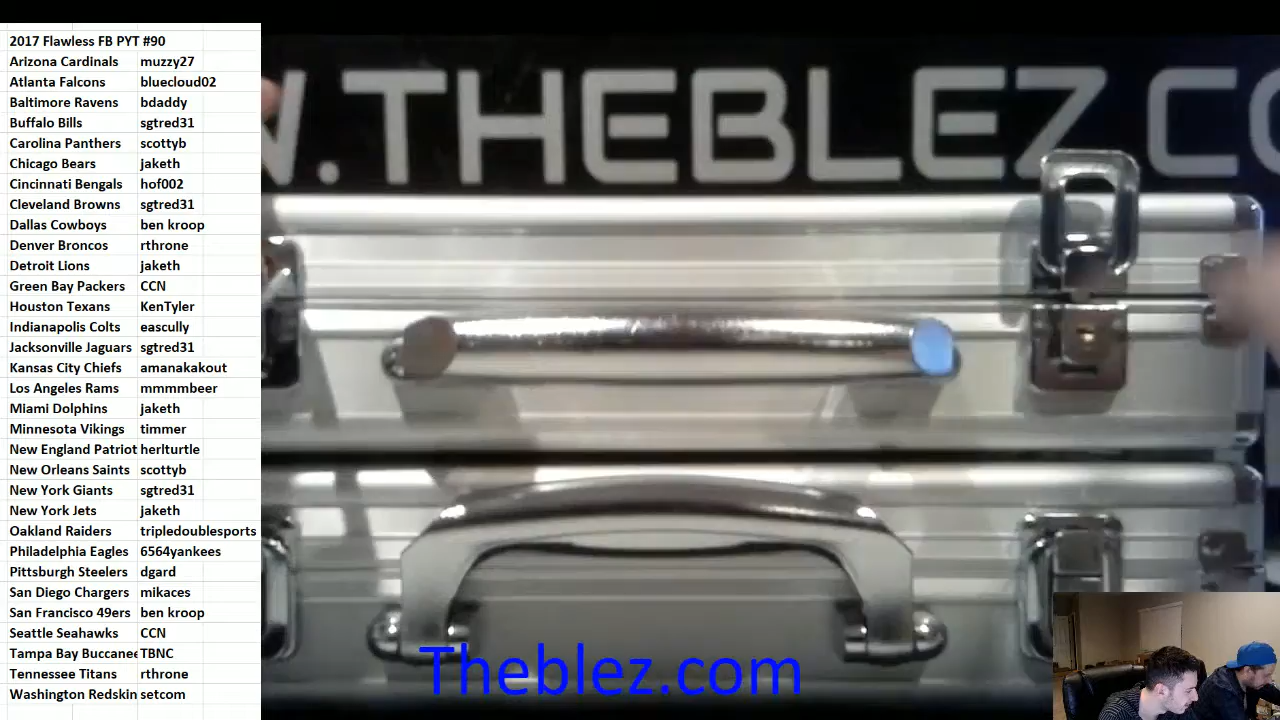 2017 Flawless FB PYT #90
Arizona Cardinals muzzy27
Atlanta Falcons bluecloud02
Baltimore Ravens bdaddy
Buffalo Bills sgtred31
Carolina Panthers scottyb
Chicago Bears jaketh
Cincinnati Bengals hof002
Cleveland Browns sgtred31
Dallas Cowboys ben kroop
Denver Broncos rthrone
Detroit Lions jaketh
Green Bay Packers CCN
Houston Texans KenTyler
Indianapolis Colts eascully
Jacksonville Jaguars sgtred31
Kansas City Chiefs amanakakout
Los Angeles Rams mmmmbeer
Miami Dolphins jaketh
Minnesota Vikings timmer
New England Patriot herlturtle
New Orleans Saints scottyb
New York Giants sgtred31
New York Jets jaketh
Oakland Raiders tripledoublesports
Philadelphia Eagles 6564yankees
Pittsburgh Steelers dgard
San Diego Chargers mikaces
San Francisco 49ers ben kroop
Seattle Seahawks CCN
Tampa Bay Buccanee TBNC
Tennessee Titans rthrone
Washington Redskin setcom
W.THEBLEZ.CO
Theblez.com